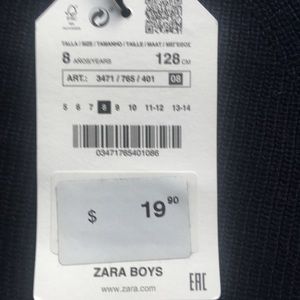 TALLA / SIZE / TAMANHO / TAILLE / MAAT / ΜΕΓΕΘΟΣ
8 AÑOS/YEARS 128 CM
ART.: 3471 / 765 / 401 08
5 6 7 8 9 10 11-12 13-14
03471765401086
$ 19 90
ZARA BOYS
www.zara.com
EAC